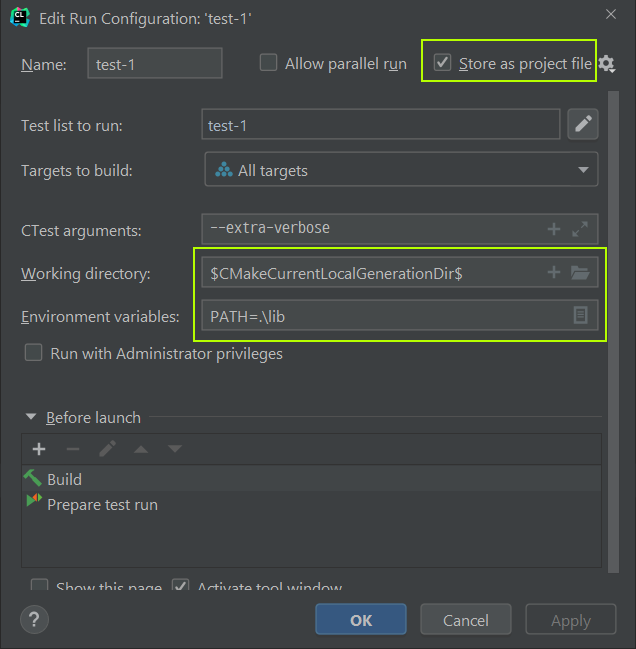 CL
Edit Run Configuration: 'test-1'
Name: test-1 Allow parallel run Store as project file
Test list to run: test-1
Targets to build: All targets
CTest arguments: --extra-verbose
Working directory: $CMakeCurrentLocalGenerationDir$
Environment variables: PATH=.\lib
Run with Administrator privileges
Before launch
Build
Prepare test run
Show this page Activate tool window
? OK Cancel Apply